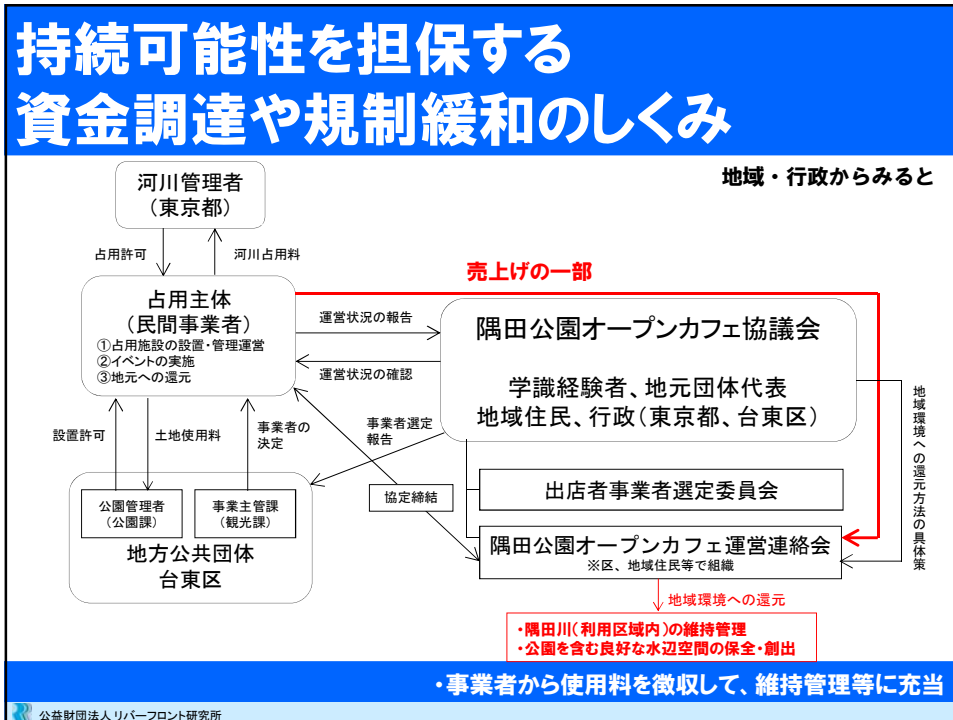 持続可能性を担保する
資金調達や規制緩和のしくみ
地域・行政からみると
河川管理者
（東京都）
占用許可
河川占用料
売上げの一部
占用主体
（民間事業者）
①占用施設の設置・管理運営
②イベントの実施
③地元への還元
運営状況の報告
運営状況の確認
隅田公園オープンカフェ協議会
学識経験者、地元団体代表
地域住民、行政（東京都、台東区）
地域環境への還元方法の具体策
設置許可
土地使用料
事業者の
決定
事業者選定
報告
協定締結
公園管理者
（公園課）
事業主管課
（観光課）
地方公共団体
台東区
出店者事業者選定委員会
隅田公園オープンカフェ運営連絡会
※区、地域住民等で組織
地域環境への還元
・隅田川（利用区域内）の維持管理
・公園を含む良好な水辺空間の保全・創出
・事業者から使用料を徴収して、維持管理等に充当
公益財団法人 リバーフロント研究所